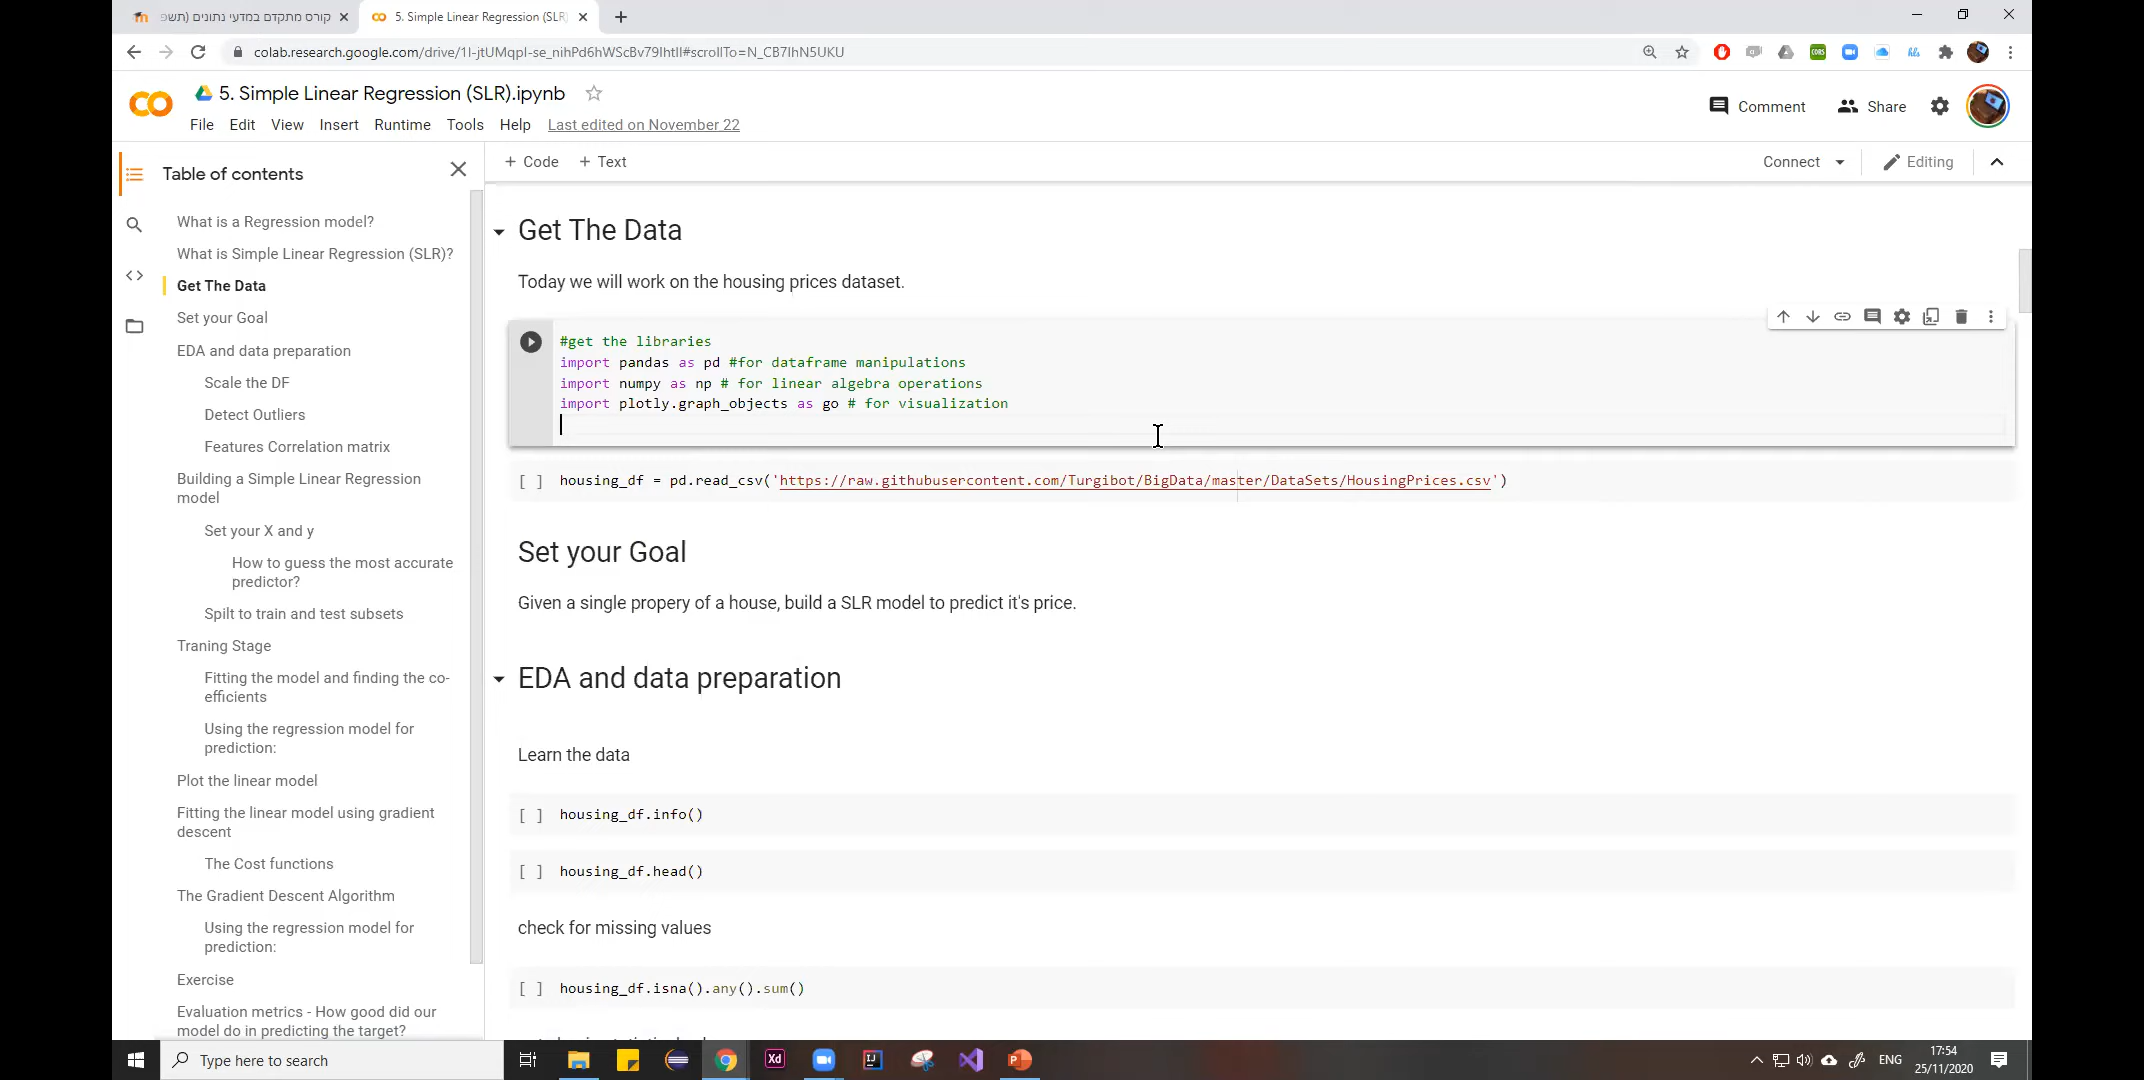 קורס מתקדם במדעי נתונים (תשפ
5. Simple Linear Regression (SLR)
colab.research.google.com/drive/1I-jtUMqpI-se_nihPd6hWScBv79IhtlI#scrollTo=N_CB7IhN5UKU
5. Simple Linear Regression (SLR).ipynb
Comment
Share
File Edit View Insert Runtime Tools Help Last edited on November 22
Table of contents
+ Code + Text
Connect
Editing
What is a Regression model?
What is Simple Linear Regression (SLR)?
Get The Data
Set your Goal
EDA and data preparation
Scale the DF
Detect Outliers
Features Correlation matrix
Building a Simple Linear Regression
model
Set your X and y
How to guess the most accurate
predictor?
Spilt to train and test subsets
Traning Stage
Fitting the model and finding the co-
efficients
Using the regression model for
prediction:
Plot the linear model
Fitting the linear model using gradient
descent
The Cost functions
The Gradient Descent Algorithm
Using the regression model for
prediction:
Exercise
Evaluation metrics - How good did our
model do in predicting the target?
Get The Data
Today we will work on the housing prices dataset.
#get the libraries
import pandas as pd #for dataframe manipulations
import numpy as np # for linear algebra operations
import plotly.graph_objects as go # for visualization
[ ] housing_df = pd.read_csv('https://raw.githubusercontent.com/Turgibot/BigData/master/DataSets/HousingPrices.csv')
Set your Goal
Given a single propery of a house, build a SLR model to predict it's price.
EDA and data preparation
Learn the data
[ ] housing_df.info()
[ ] housing_df.head()
check for missing values
[ ] housing_df.isna().any().sum()
Type here to search
Xd
ENG
17:54
25/11/2020